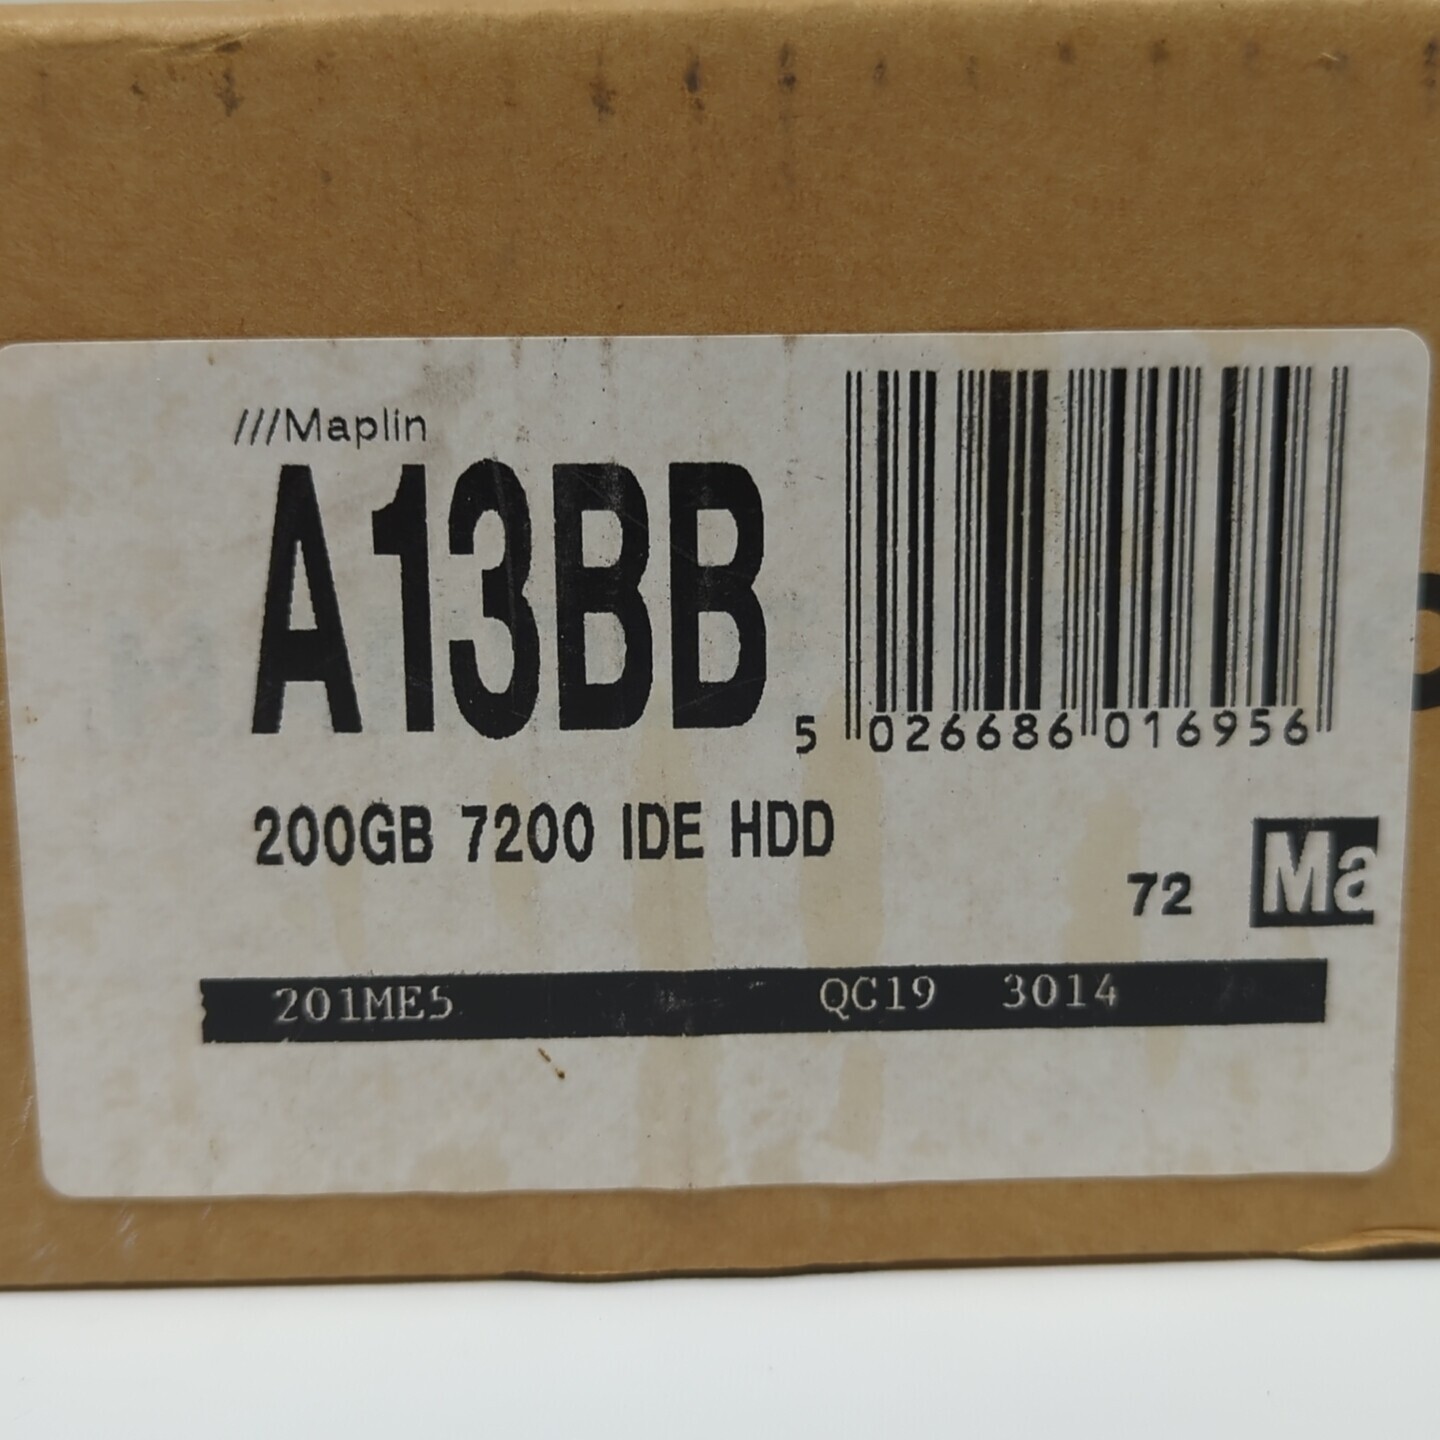 ///Maplin
A13BB
5 026686 016956
200GB 7200 IDE HDD
72 Ma
201ME5 QC19 3014